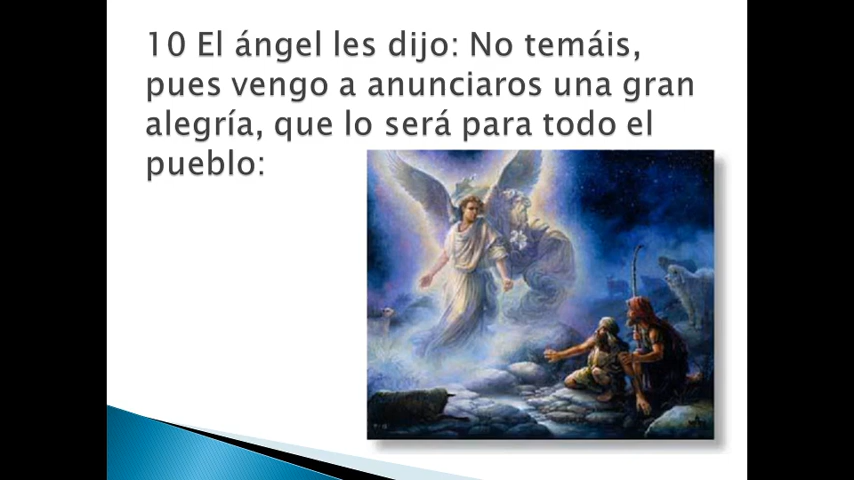 10 El ángel les dijo: No temáis,
pues vengo a anunciaros una gran
alegría, que lo será para todo el
pueblo: